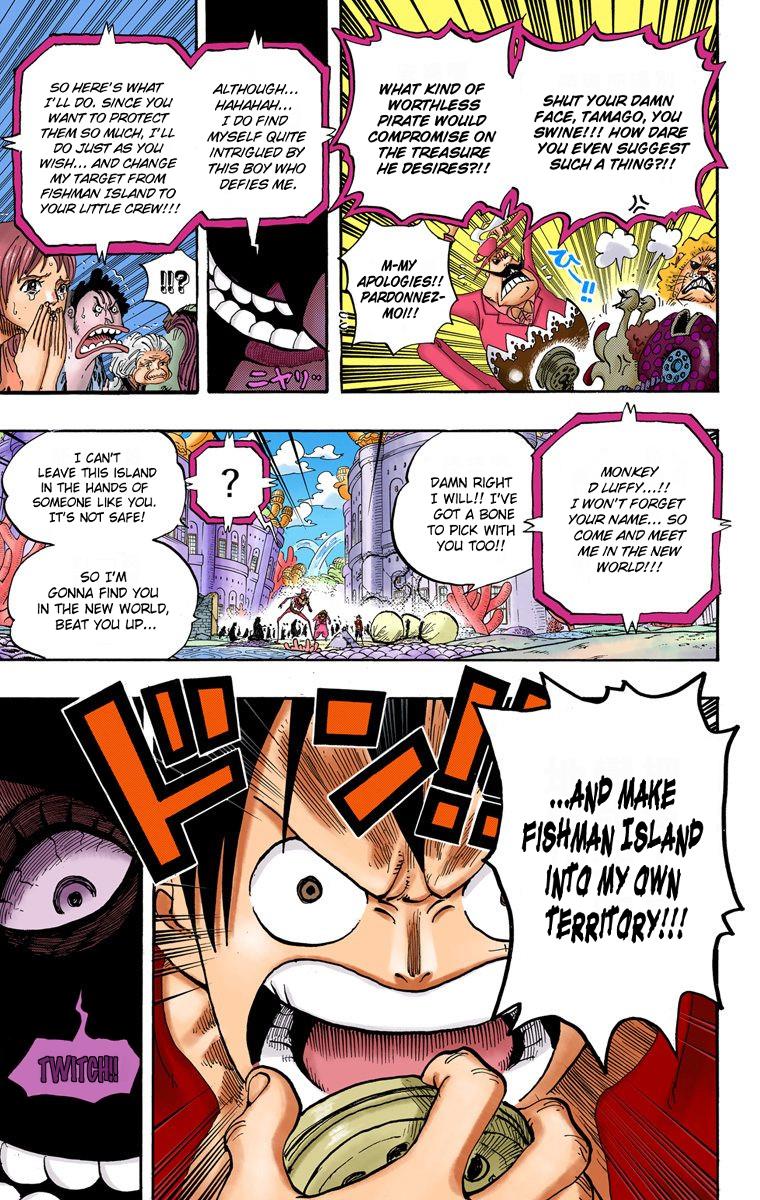 SHUT YOUR DAMN
FACE, TAMAGO, YOU
SWINE!!! HOW DARE
YOU EVEN SUGGEST
SUCH A THING?!!
WHAT KIND OF
WORTHLESS
PIRATE WOULD
COMPROMISE ON
THE TREASURE
HE DESIRES?!!
ひー!!
M-MY
APOLOGIES!!
PARDONNEZ-
MOI!!
ALTHOUGH...
HAHAHAH...
I DO FIND
MYSELF QUITE
INTRIGUED BY
THIS BOY WHO
DEFIES ME.
ニヤリ...
SO HERE'S WHAT
I'LL DO. SINCE YOU
WANT TO PROTECT
THEM SO MUCH, I'LL
DO JUST AS YOU
WISH... AND CHANGE
MY TARGET FROM
FISHMAN ISLAND TO
YOUR LITTLE CREW!!!
!!?
MONKEY
D LUFFY...!!
I WON'T FORGET
YOUR NAME... SO
COME AND MEET
ME IN THE NEW
WORLD!!!
DAMN RIGHT
I WILL!! I'VE
GOT A BONE
TO PICK WITH
YOU TOO!!
?
I CAN'T
LEAVE THIS ISLAND
IN THE HANDS OF
SOMEONE LIKE YOU.
IT'S NOT SAFE!
SO I'M
GONNA FIND YOU
IN THE NEW WORLD,
BEAT YOU UP...
...AND MAKE
FISHMAN ISLAND
INTO MY OWN
TERRITORY!!!
ドン!!
TWITCH!!